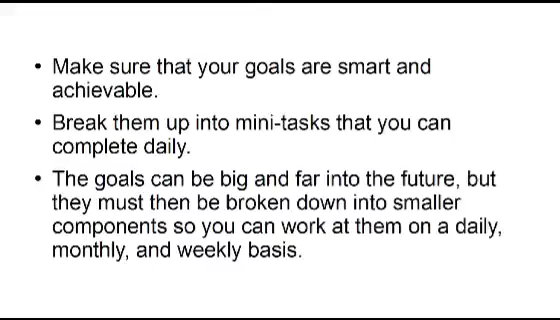 • Make sure that your goals are smart and
achievable.
• Break them up into mini-tasks that you can
complete daily.
• The goals can be big and far into the future, but
they must then be broken down into smaller
components so you can work at them on a daily,
monthly, and weekly basis.